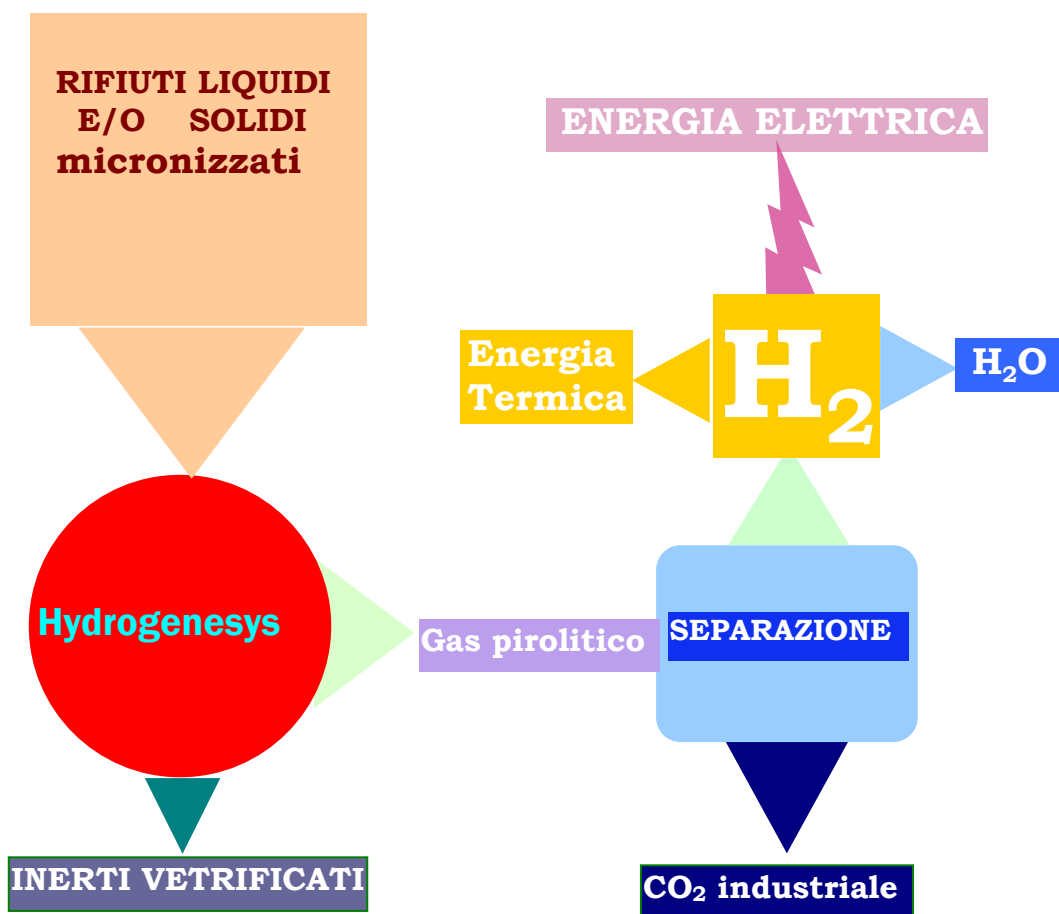 RIFIUTI LIQUIDI
E/O SOLIDI
micronizzati
ENERGIA ELETTRICA
Energia
Termica
H₂
H₂O
Hydrogenesys
Gas pirolitico
SEPARAZIONE
INERTI VETRIFICATI
CO₂ industriale